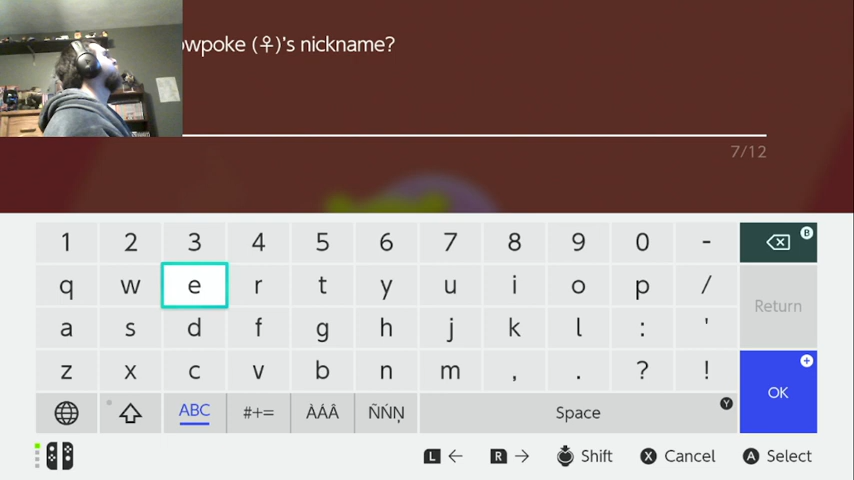 owpoke (♀)'s nickname?
7/12
1 2 3 4 5 6 7 8 9 0 -
q w e r t y u i o p /
Return
a s d f g h j k l : '
z x c v b n m , . ? !
OK
ABC #+= ÀÁÂ ÑŃŅ Space
L ← R → Shift X Cancel A Select
B
+
Y